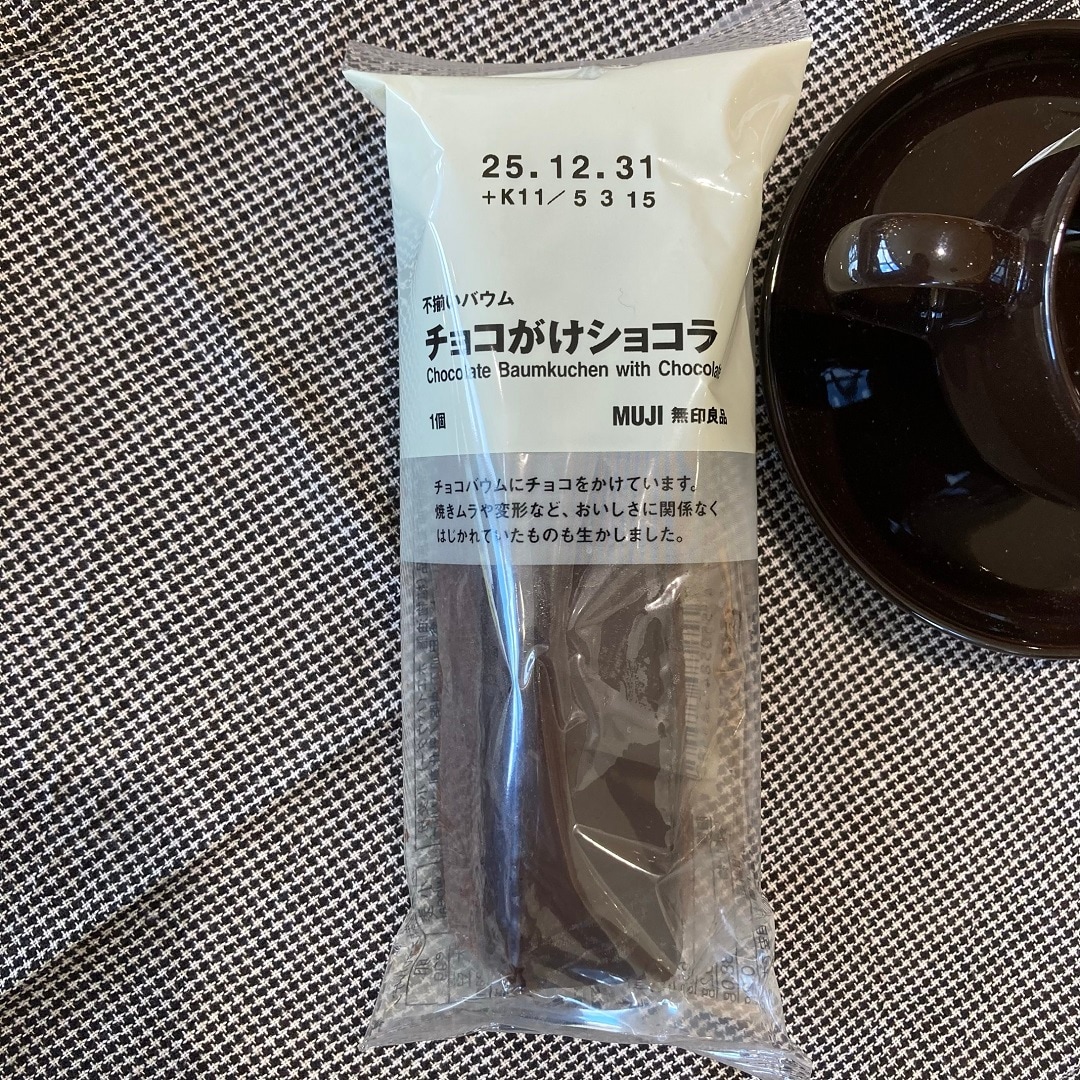 25.12.31
+K11/ 5 3 15
不揃いバウム
チョコがけショコラ
Chocolate Baumkuchen with Chocolat
1個
MUJI 無印良品
チョコバウムにチョコをかけています。
焼きムラや変形など、おいしさに関係なく
はじかれていたものも生かしました。